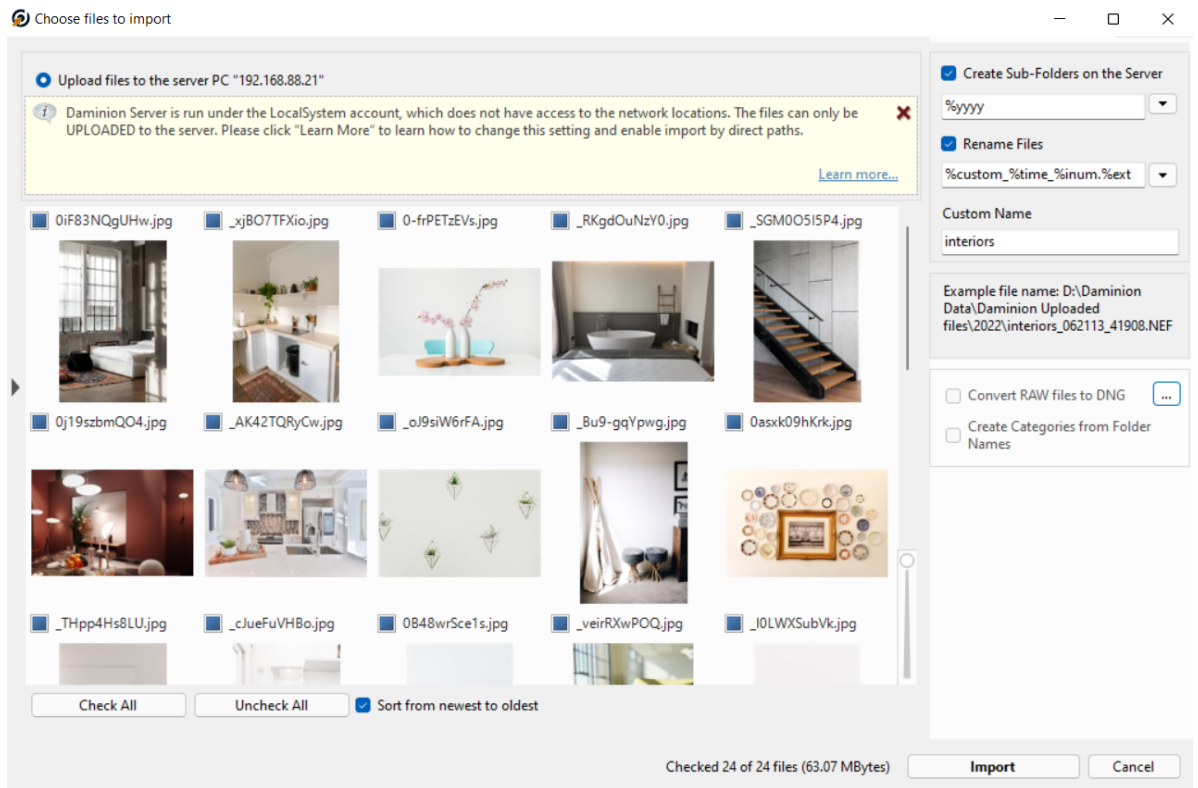 Choose files to import
Upload files to the server PC "192.168.88.21"
Daminion Server is run under the LocalSystem account, which does not have access to the network locations. The files can only be
UPLOADED to the server. Please click "Learn More" to learn how to change this setting and enable import by direct paths.
Learn more...
0iF83NQgUHw.jpg
_xjBO7TFXio.jpg
0-frPETzEVs.jpg
_RKgdOuNzY0.jpg
_SGM0O5I5P4.jpg
0j19szbmQO4.jpg
_AK42TQRyCw.jpg
_oJ9siW6rFA.jpg
_Bu9-gqYpwg.jpg
0asxk09hKrk.jpg
_THpp4Hs8LU.jpg
_cJueFuVHBo.jpg
0B48wrSce1s.jpg
_veirRXwPOQ.jpg
_I0LWXSubVk.jpg
Check All
Uncheck All
Sort from newest to oldest
Create Sub-Folders on the Server
%yyyy
Rename Files
%custom_%time_%inum.%ext
Custom Name
interiors
Example file name: D:\Daminion
Data\Daminion Uploaded
files\2022\interiors_062113_41908.NEF
Convert RAW files to DNG
...
Create Categories from Folder
Names
Checked 24 of 24 files (63.07 MBytes)
Import
Cancel